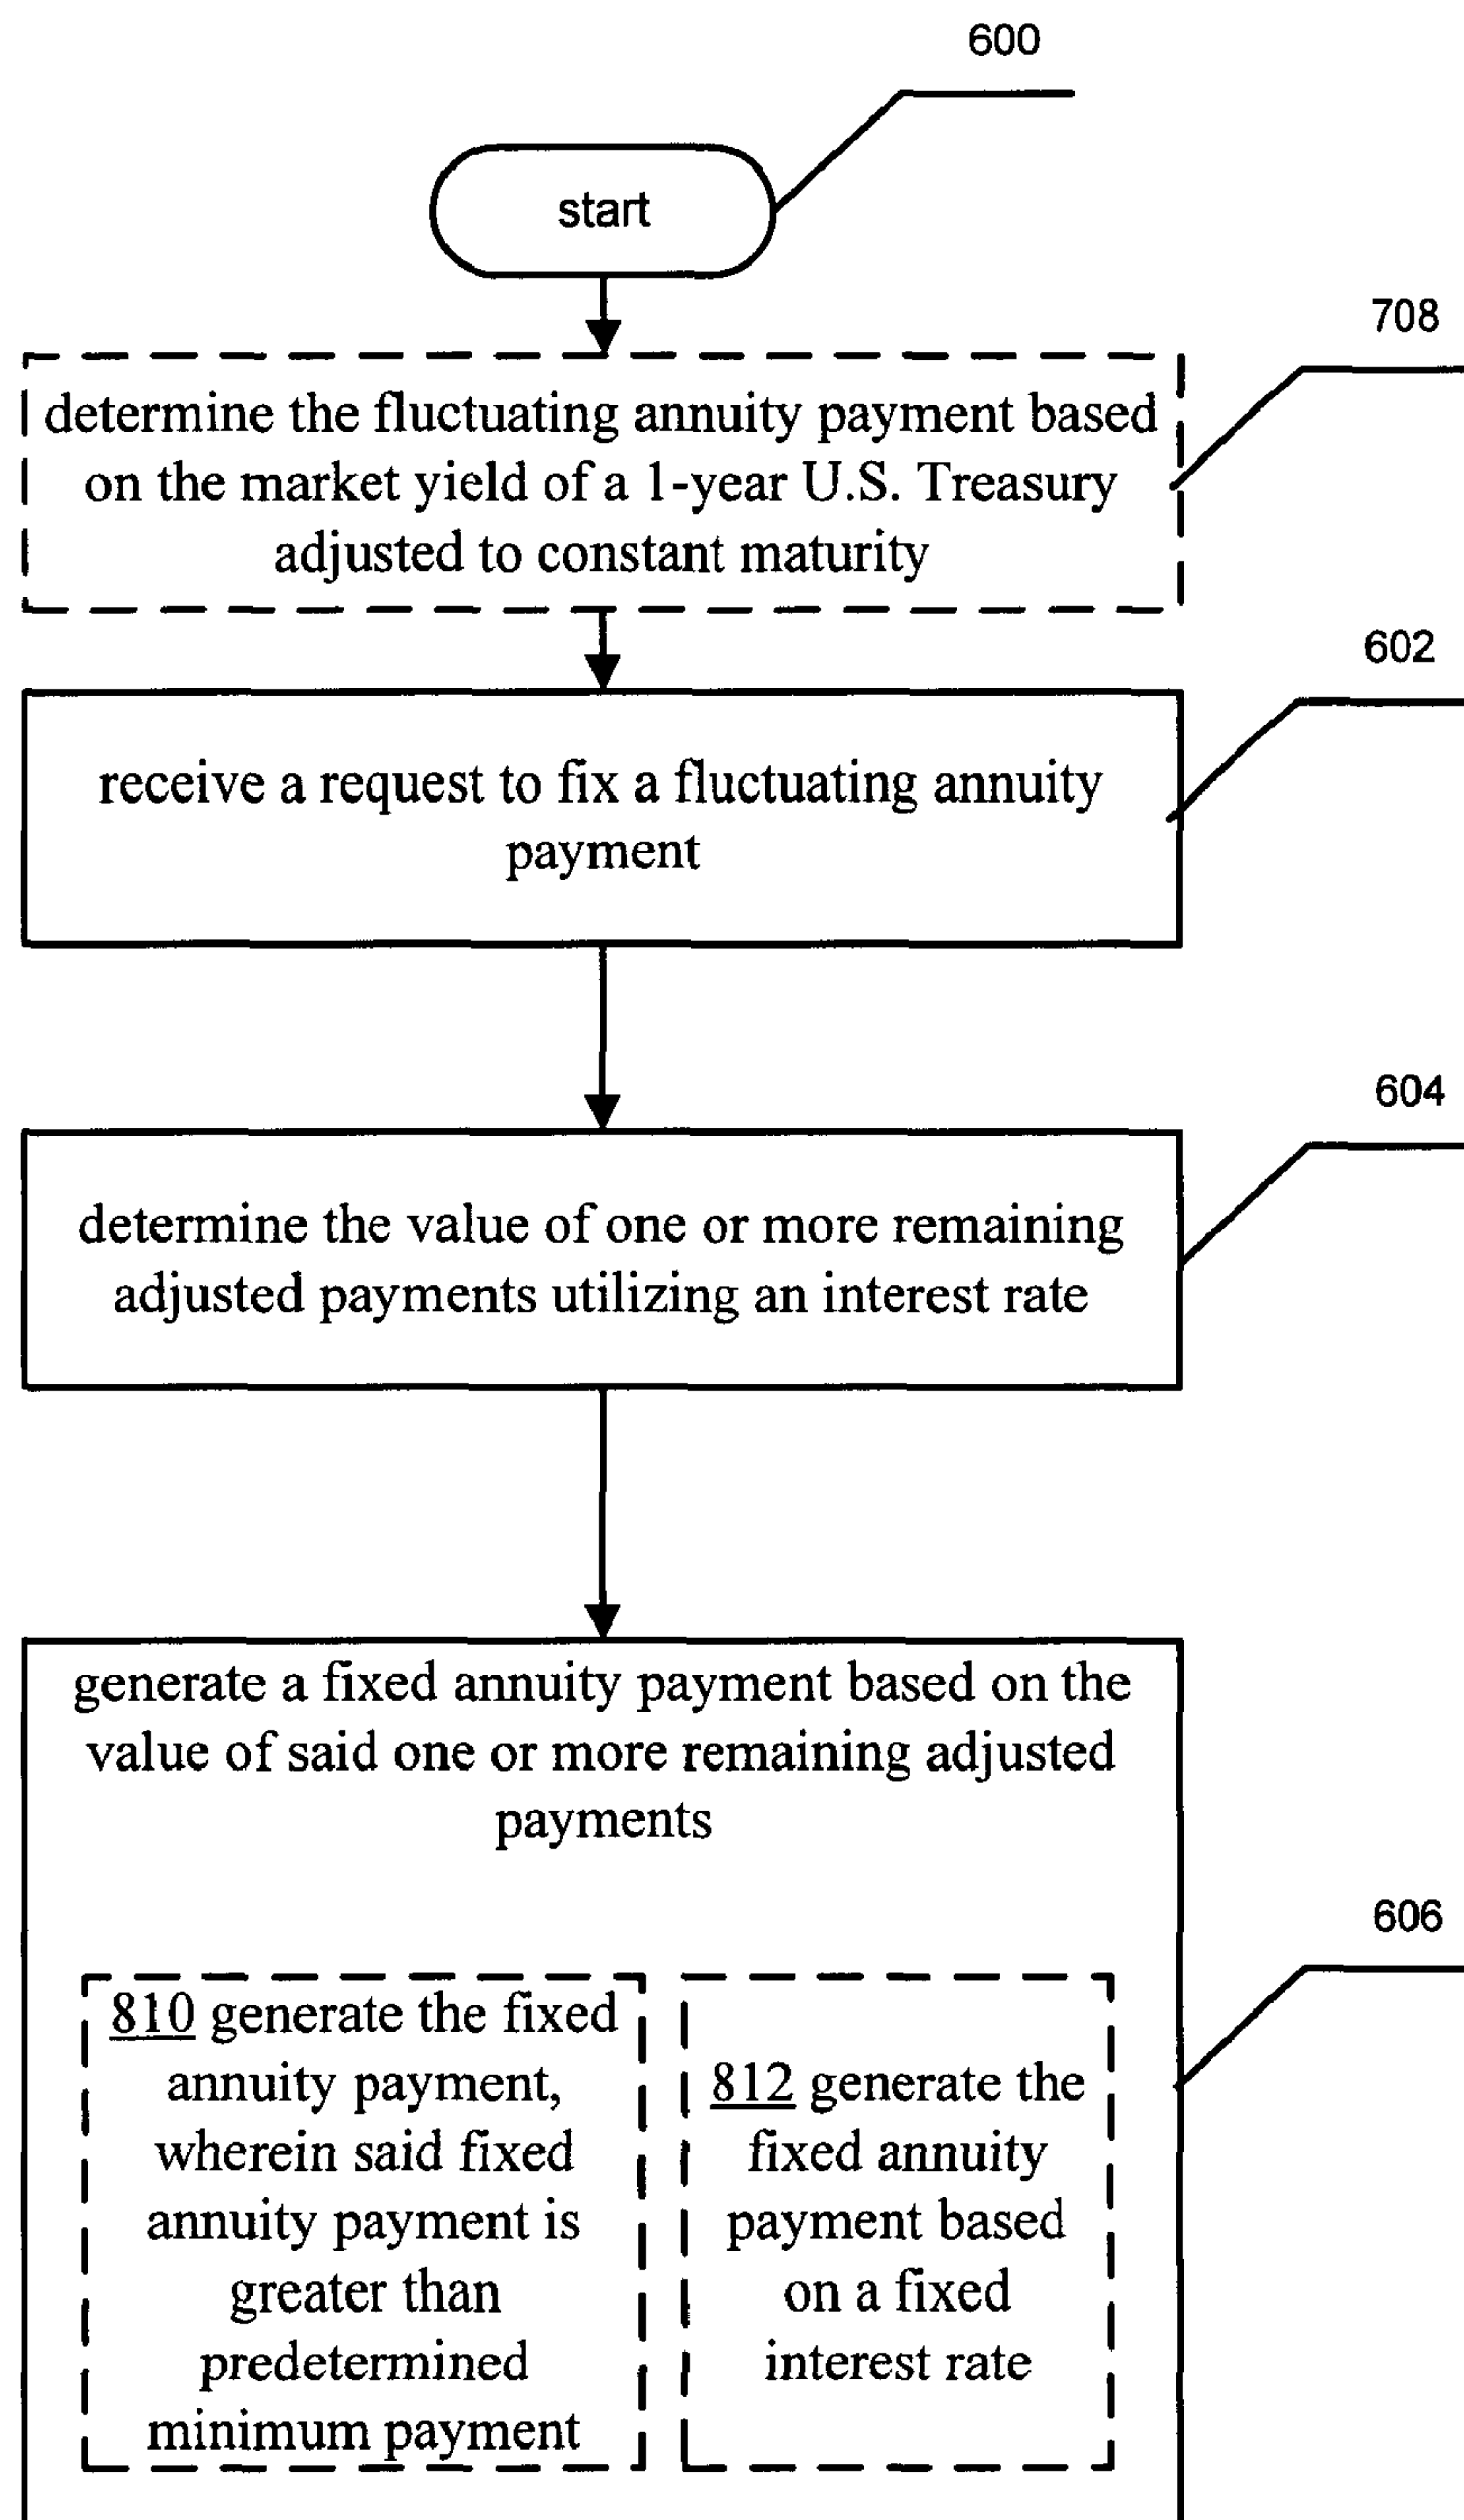 600
start
708
determine the fluctuating annuity payment based
on the market yield of a 1-year U.S. Treasury
adjusted to constant maturity
602
receive a request to fix a fluctuating annuity
payment
604
determine the value of one or more remaining
adjusted payments utilizing an interest rate
generate a fixed annuity payment based on the
value of said one or more remaining adjusted
payments
606
810 generate the fixed
annuity payment,
wherein said fixed
annuity payment is
greater than
predetermined
minimum payment
812 generate the
fixed annuity
payment based
on a fixed
interest rate